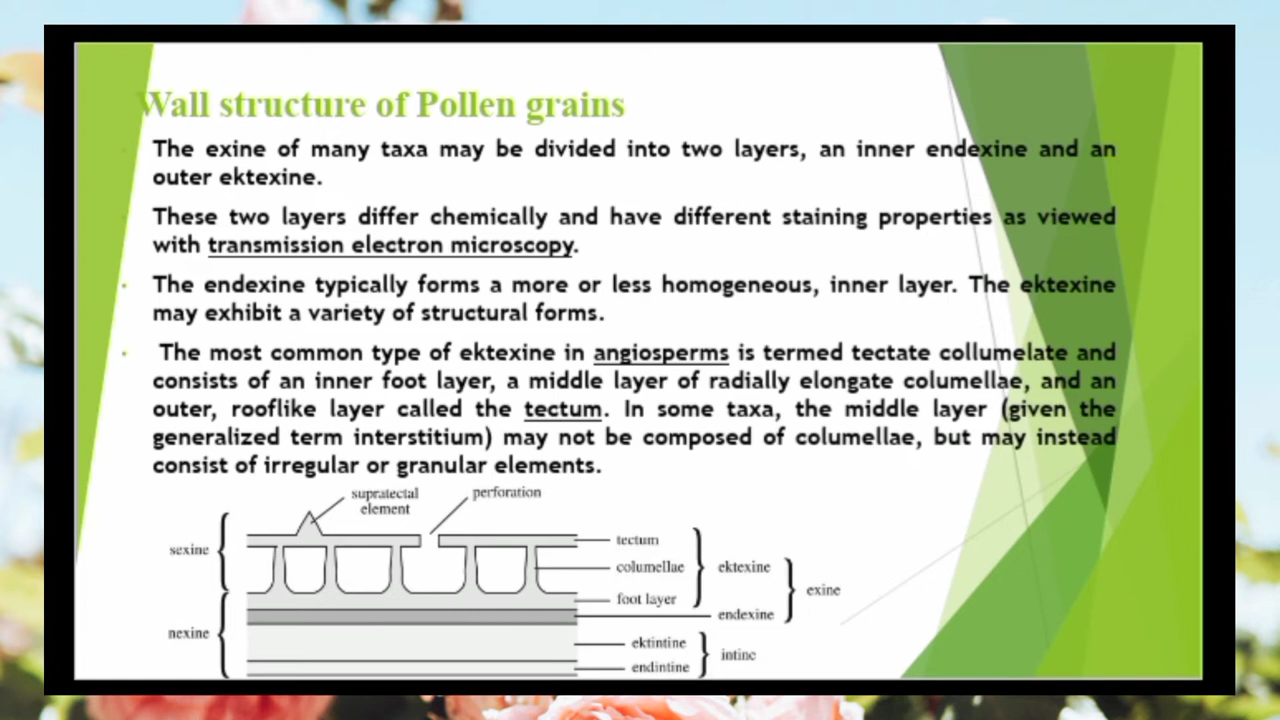 Wall structure of Pollen grains
The exine of many taxa may be divided into two layers, an inner endexine and an
outer ektexine.
These two layers differ chemically and have different staining properties as viewed
with transmission electron microscopy.
The endexine typically forms a more or less homogeneous, inner layer. The ektexine
may exhibit a variety of structural forms.
The most common type of ektexine in angiosperms is termed tectate collumelate and
consists of an inner foot layer, a middle layer of radially elongate columellae, and an
outer, rooflike layer called the tectum. In some taxa, the middle layer (given the
generalized term interstitium) may not be composed of columellae, but may instead
consist of irregular or granular elements.
supratectal
element
perforation
sexine
nexine
tectum
columellae
foot layer
ektexine
endexine
exine
ektintine
endintine
intine